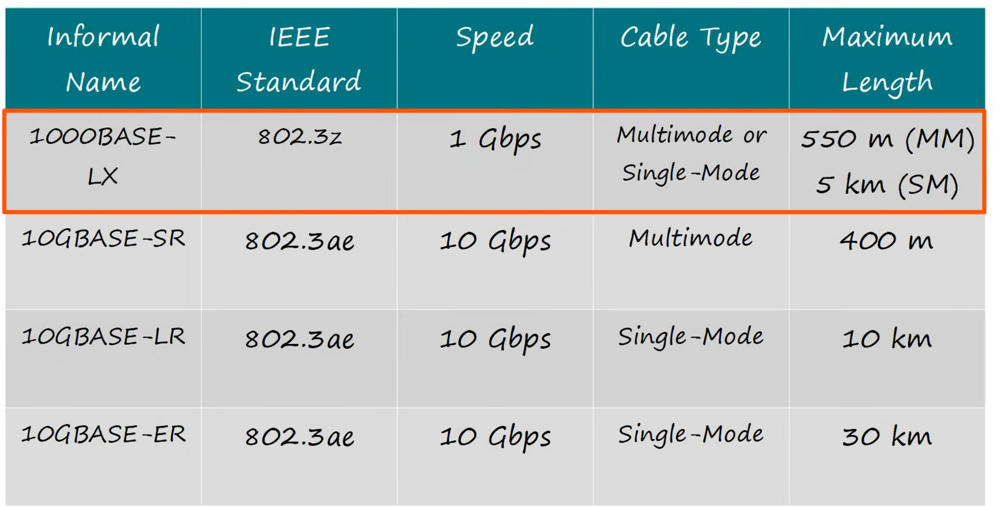 Informal Name
IEEE Standard
Speed
Cable Type
Maximum Length
1000BASE-LX
802.3z
1 Gbps
Multimode or
Single-Mode
550 m (MM)
5 km (SM)
10GBASE-SR
802.3ae
10 Gbps
Multimode
400 m
10GBASE-LR
802.3ae
10 Gbps
Single-Mode
10 km
10GBASE-ER
802.3ae
10 Gbps
Single-Mode
30 km